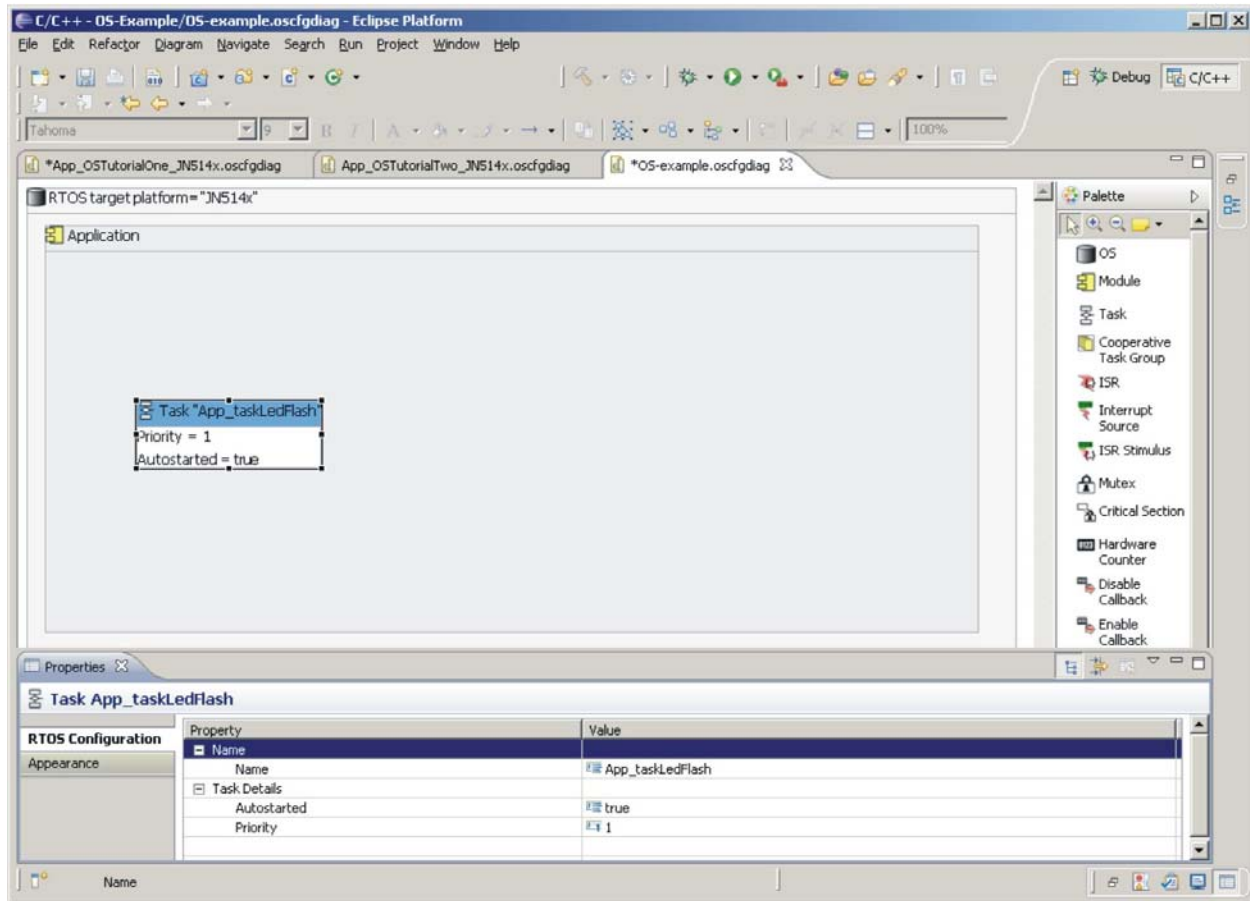 C/C++ - OS-Example/OS-example.oscfgdiag - Eclipse Platform
File Edit Refactor Diagram Navigate Search Run Project Window Help
Debug C/C++
Tahoma 9 B I A 100%
*App_OSTutorialOne_JN514x.oscfgdiag App_OSTutorialTwo_JN514x.oscfgdiag *OS-example.oscfgdiag
RTOS target platform="JN514x"
Application
Task "App_taskLedFlash"
Priority = 1
Autostarted = true
Palette
OS
Module
Task
Cooperative
Task Group
ISR
Interrupt
Source
ISR Stimulus
Mutex
Critical Section
Hardware
Counter
Disable
Callback
Enable
Callback
Properties
Task App_taskLedFlash
RTOS Configuration
Appearance
Property Value
Name
Name App_taskLedFlash
Task Details
Autostarted true
Priority 1
Name